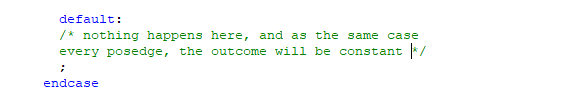 default:
/* nothing happens here, and as the same case
every posedge, the outcome will be constant */
;
endcase